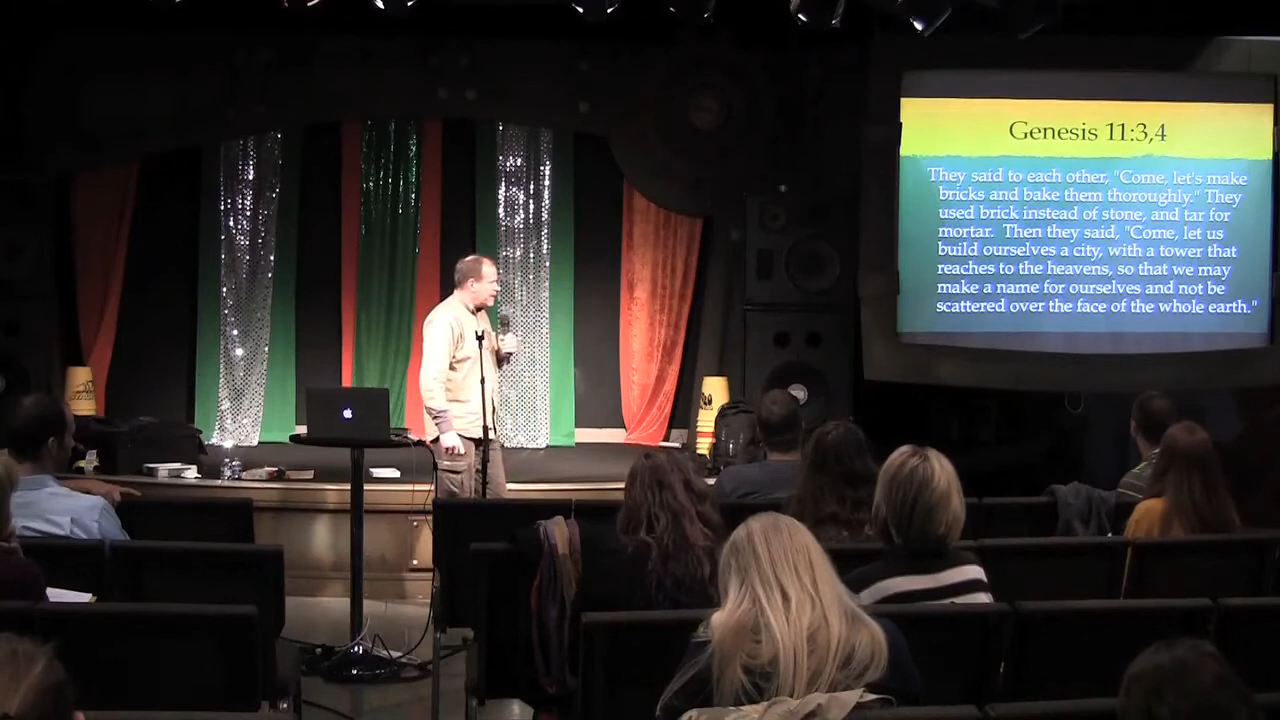 Genesis 11:3,4
They said to each other, "Come, let's make
bricks and bake them thoroughly." They
used brick instead of stone, and tar for
mortar. Then they said, "Come, let us
build ourselves a city, with a tower that
reaches to the heavens, so that we may
make a name for ourselves and not be
scattered over the face of the whole earth."